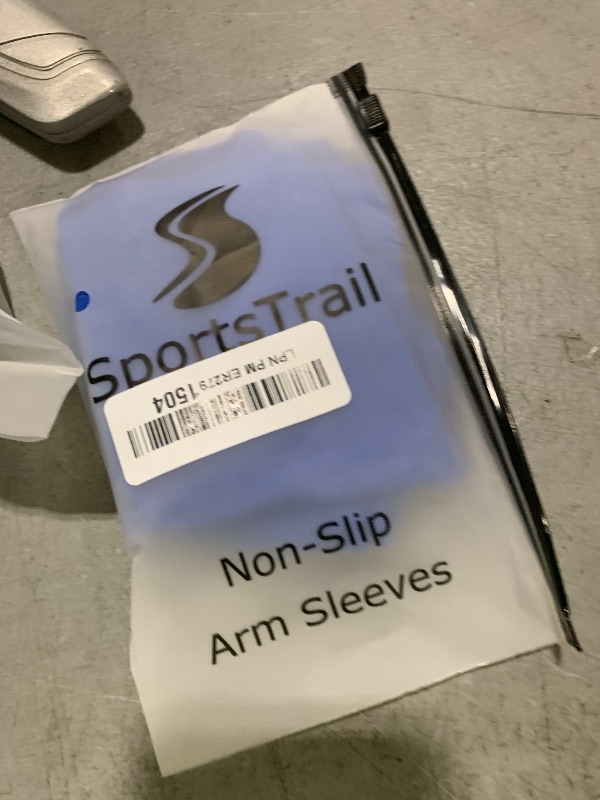 SportsTrail
LPN PM ER279 1504
Non-Slip
Arm Sleeves